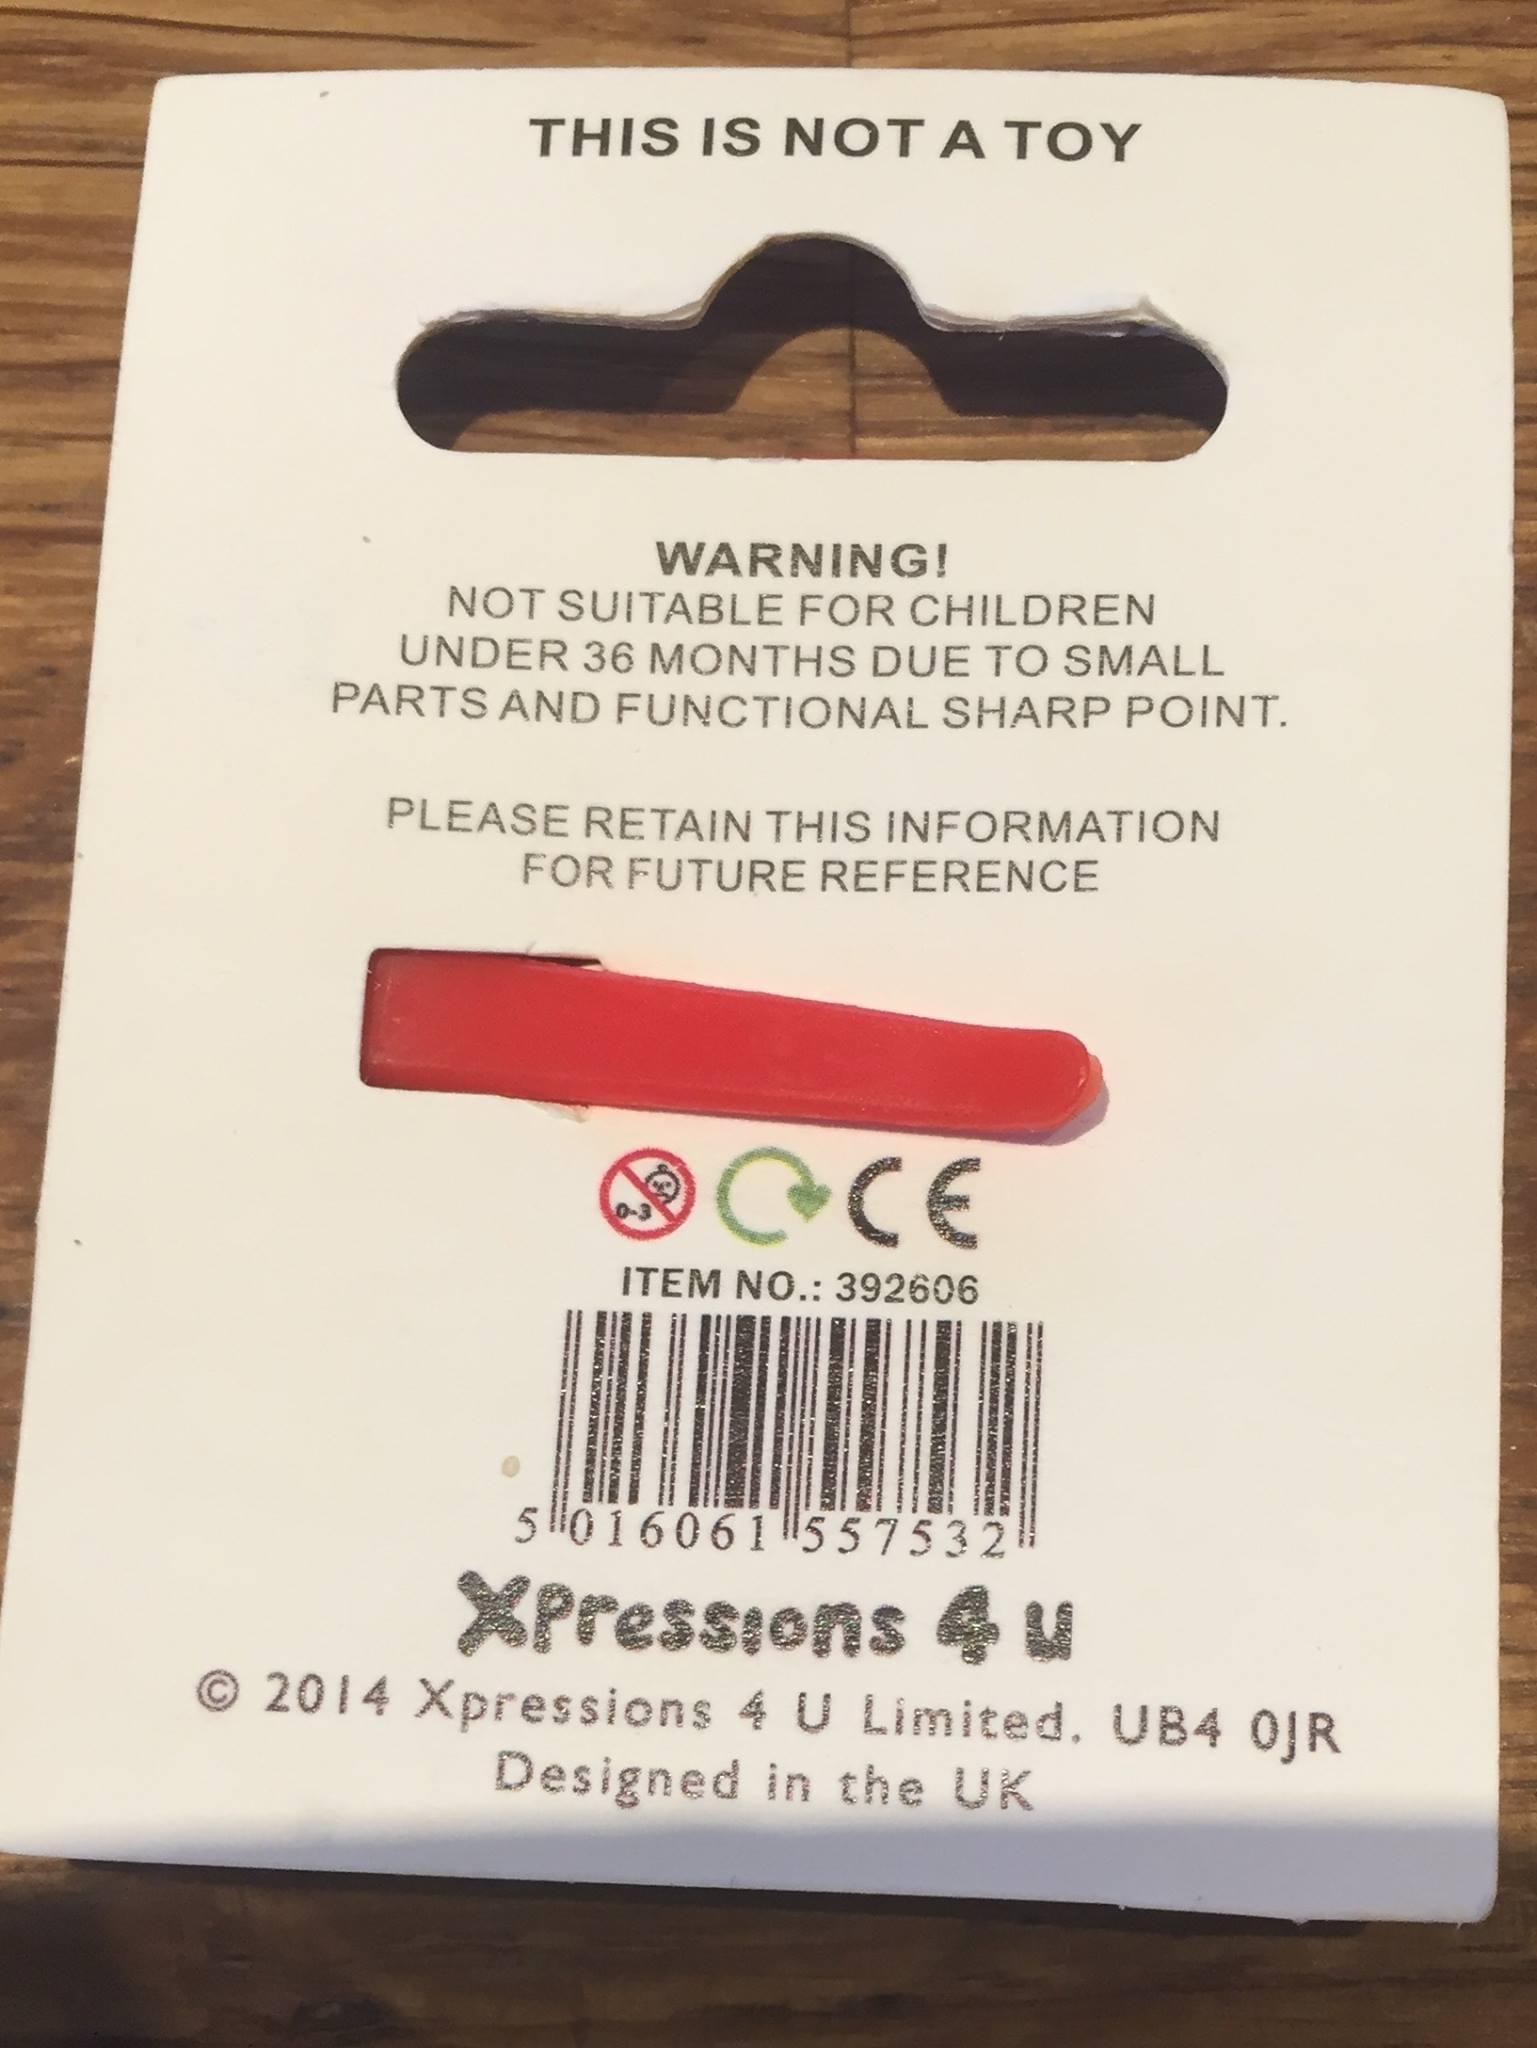 THIS IS NOT A TOY
WARNING!
NOT SUITABLE FOR CHILDREN
UNDER 36 MONTHS DUE TO SMALL
PARTS AND FUNCTIONAL SHARP POINT.
PLEASE RETAIN THIS INFORMATION
FOR FUTURE REFERENCE
0-3 CE
ITEM NO.: 392606
5 016061 557532
Xpressions 4 U
© 2014 Xpressions 4 U Limited. UB4 0JR
Designed in the UK